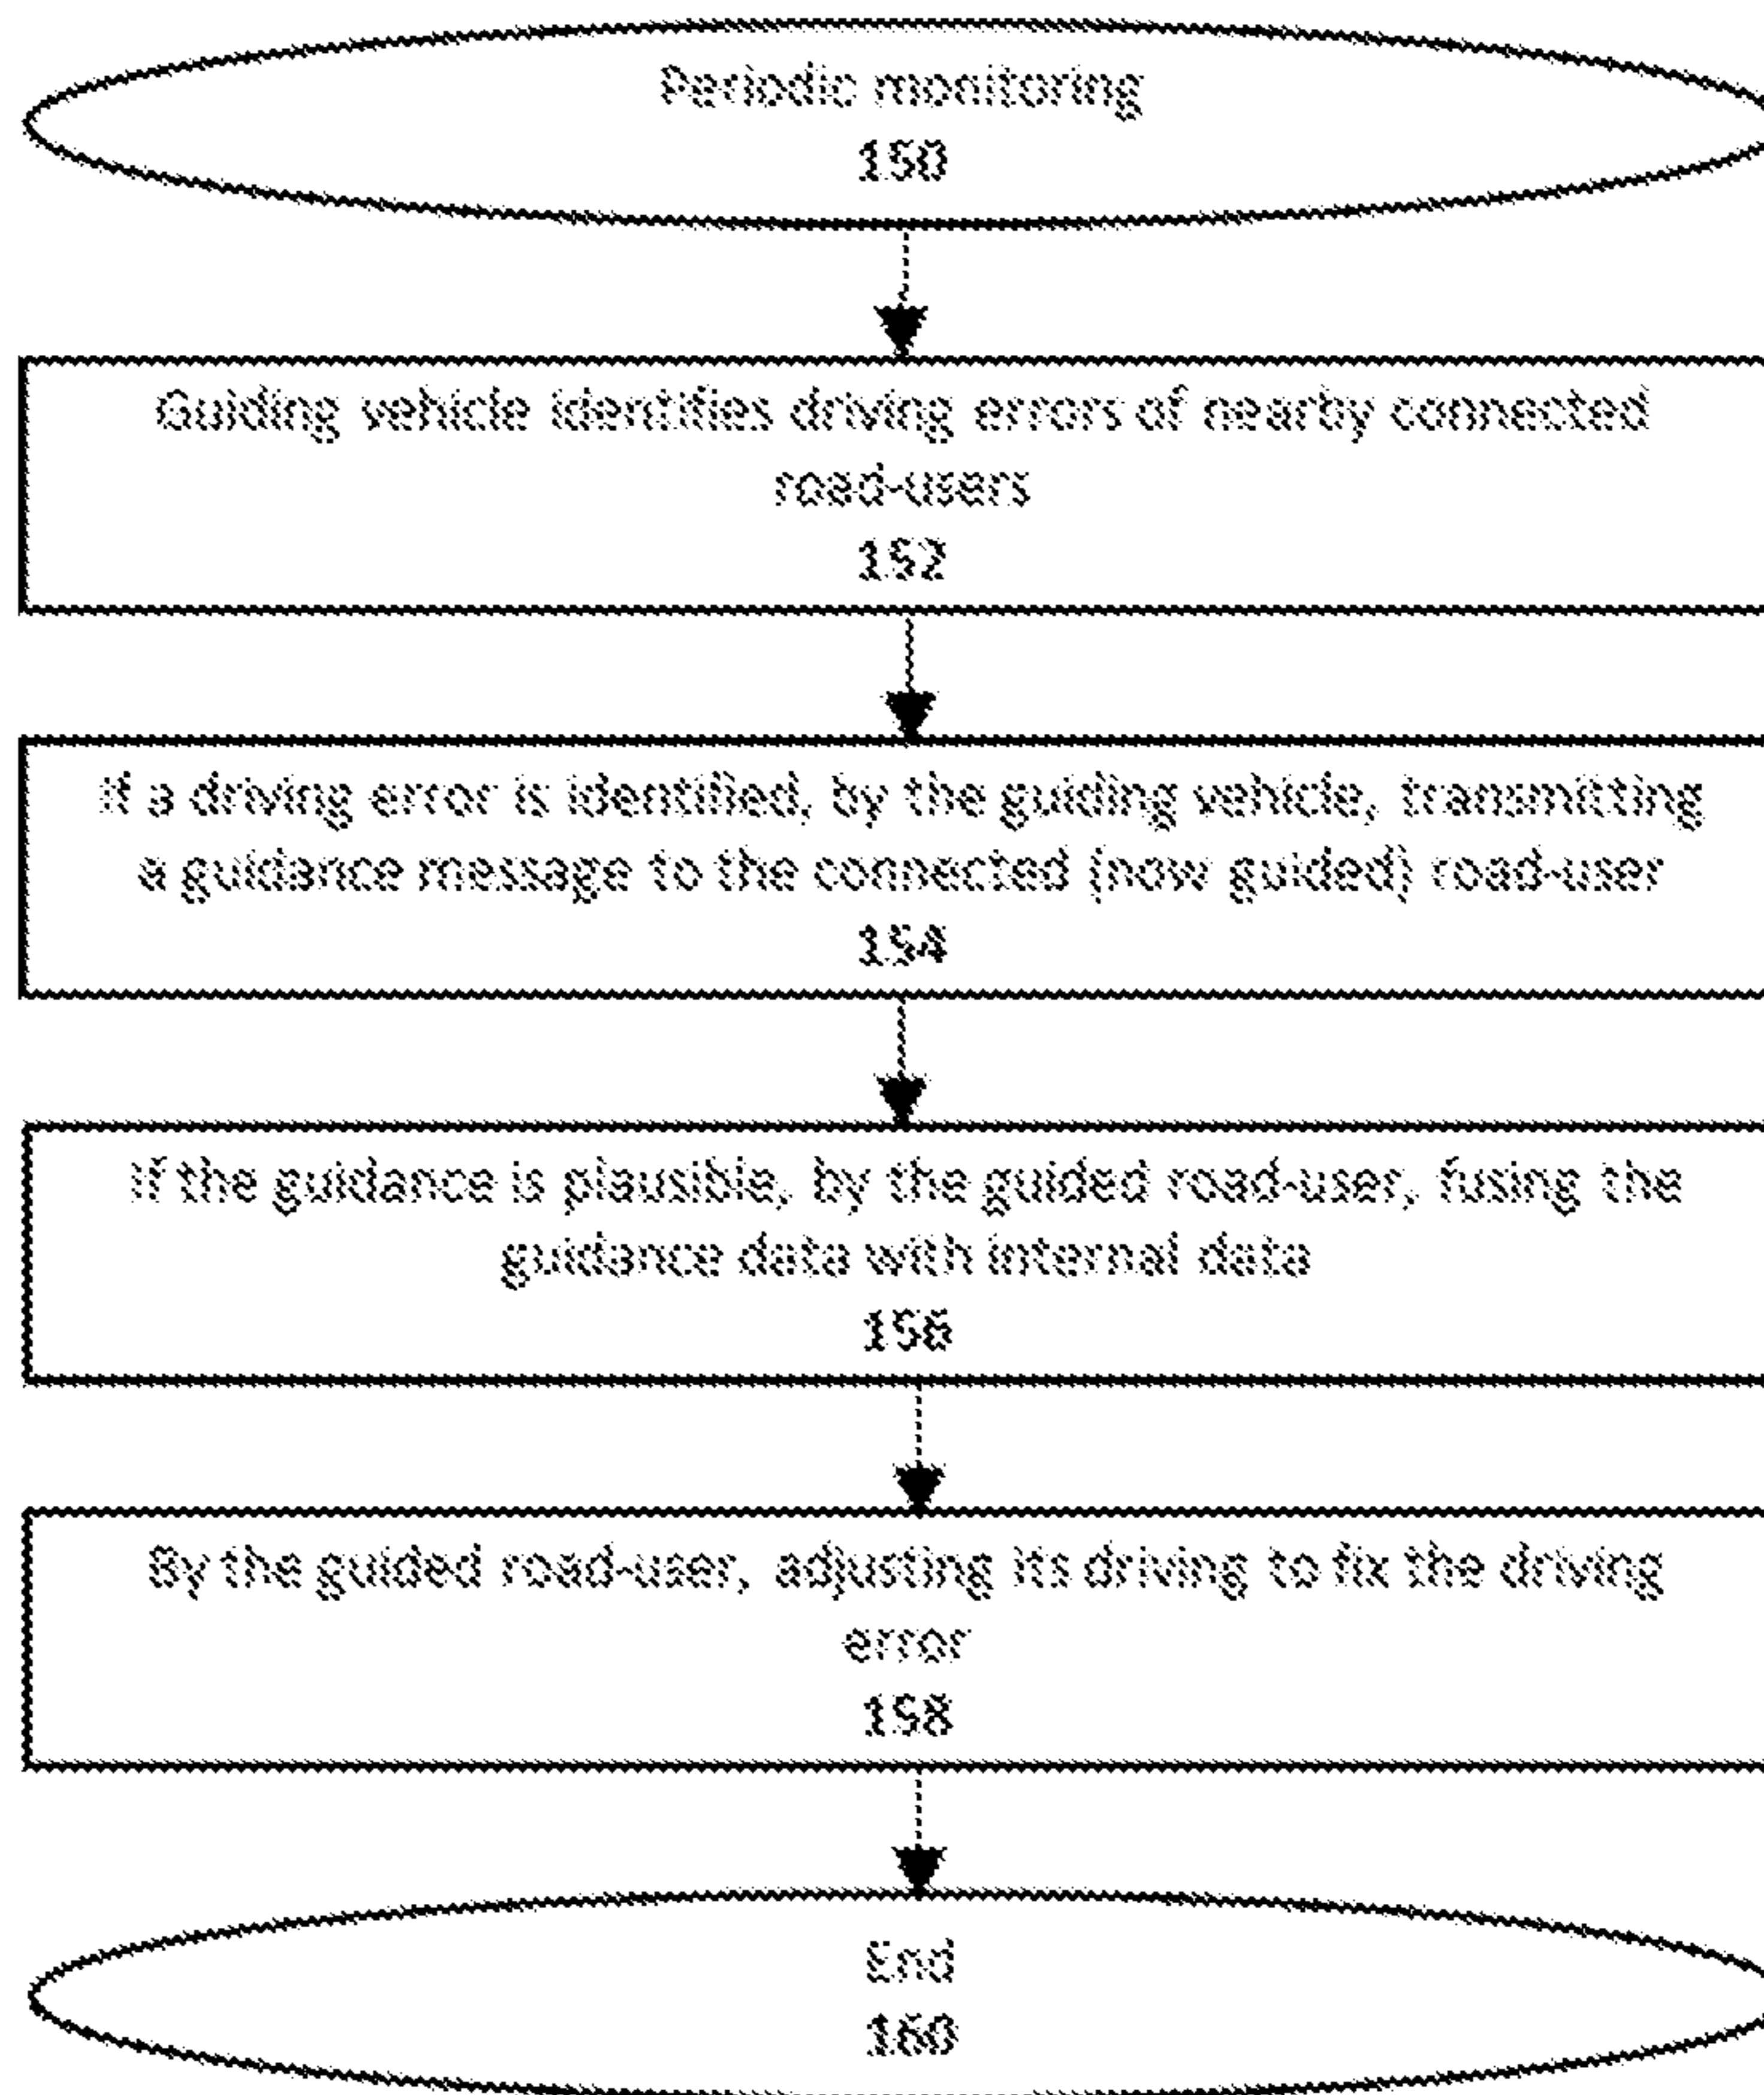 Periodic monitoring
150
Guiding vehicle identifies driving errors of nearby connected
road-users
152
If a driving error is identified, by the guiding vehicle, transmitting
a guidance message to the connected (now guided) road-user
154
If the guidance is plausible, by the guided road-user, fusing the
guidance data with internal data
156
By the guided road-user, adjusting its driving to fix the driving
error
158
End
160